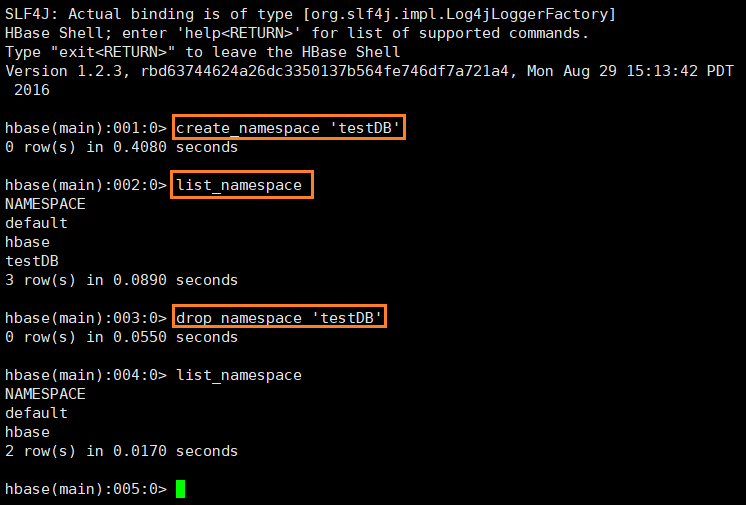 SLF4J: Actual binding is of type [org.slf4j.impl.Log4jLoggerFactory]
HBase Shell; enter 'help<RETURN>' for list of supported commands.
Type "exit<RETURN>" to leave the HBase Shell
Version 1.2.3, rbd63744624a26dc3350137b564fe746df7a721a4, Mon Aug 29 15:13:42 PDT
2016
hbase(main):001:0> create_namespace 'testDB'
0 row(s) in 0.4080 seconds
hbase(main):002:0> list_namespace
NAMESPACE
default
hbase
testDB
3 row(s) in 0.0890 seconds
hbase(main):003:0> drop_namespace 'testDB'
0 row(s) in 0.0550 seconds
hbase(main):004:0> list_namespace
NAMESPACE
default
hbase
2 row(s) in 0.0170 seconds
hbase(main):005:0>